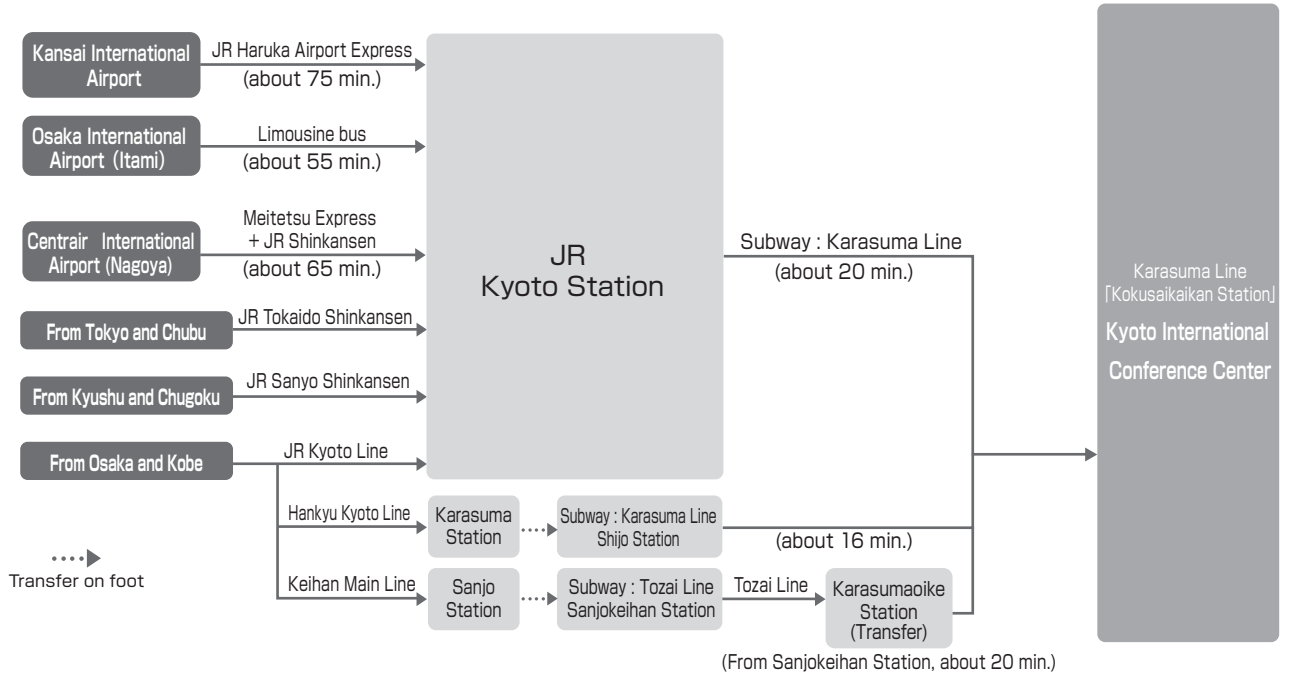 Kansai International
Airport
JR Haruka Airport Express
(about 75 min.)
Osaka International
Airport (Itami)
Limousine bus
(about 55 min.)
Centrair International
Airport (Nagoya)
Meitetsu Express
+ JR Shinkansen
(about 65 min.)
From Tokyo and Chubu
JR Tokaido Shinkansen
From Kyushu and Chugoku
JR Sanyo Shinkansen
From Osaka and Kobe
JR Kyoto Line
JR
Kyoto Station
Subway : Karasuma Line
(about 20 min.)
Hankyu Kyoto Line
Karasuma
Station
Subway : Karasuma Line
Shijo Station
(about 16 min.)
Keihan Main Line
Sanjo
Station
Subway : Tozai Line
Sanjokeihan Station
Tozai Line
Karasumaoike
Station
(Transfer)
(From Sanjokeihan Station, about 20 min.)
Karasuma Line
「Kokusaikaikan Station」
Kyoto International
Conference Center
Transfer on foot